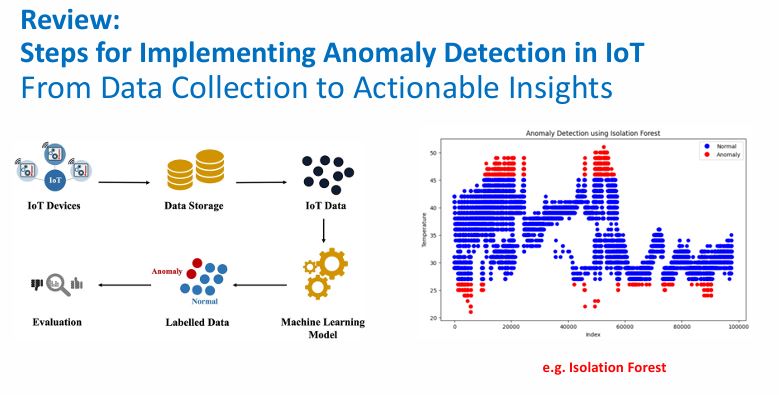 Review:
Steps for Implementing Anomaly Detection in IoT
From Data Collection to Actionable Insights
IoT
IoT Devices
Data Storage
IoT Data
Anomaly
Normal
Evaluation
Labelled Data
Machine Learning
Model
Anomaly Detection using Isolation Forest
Normal
Anomaly
Temperature
50
45
40
35
30
25
20
0
20000
40000
60000
80000
100000
Index
e.g. Isolation Forest